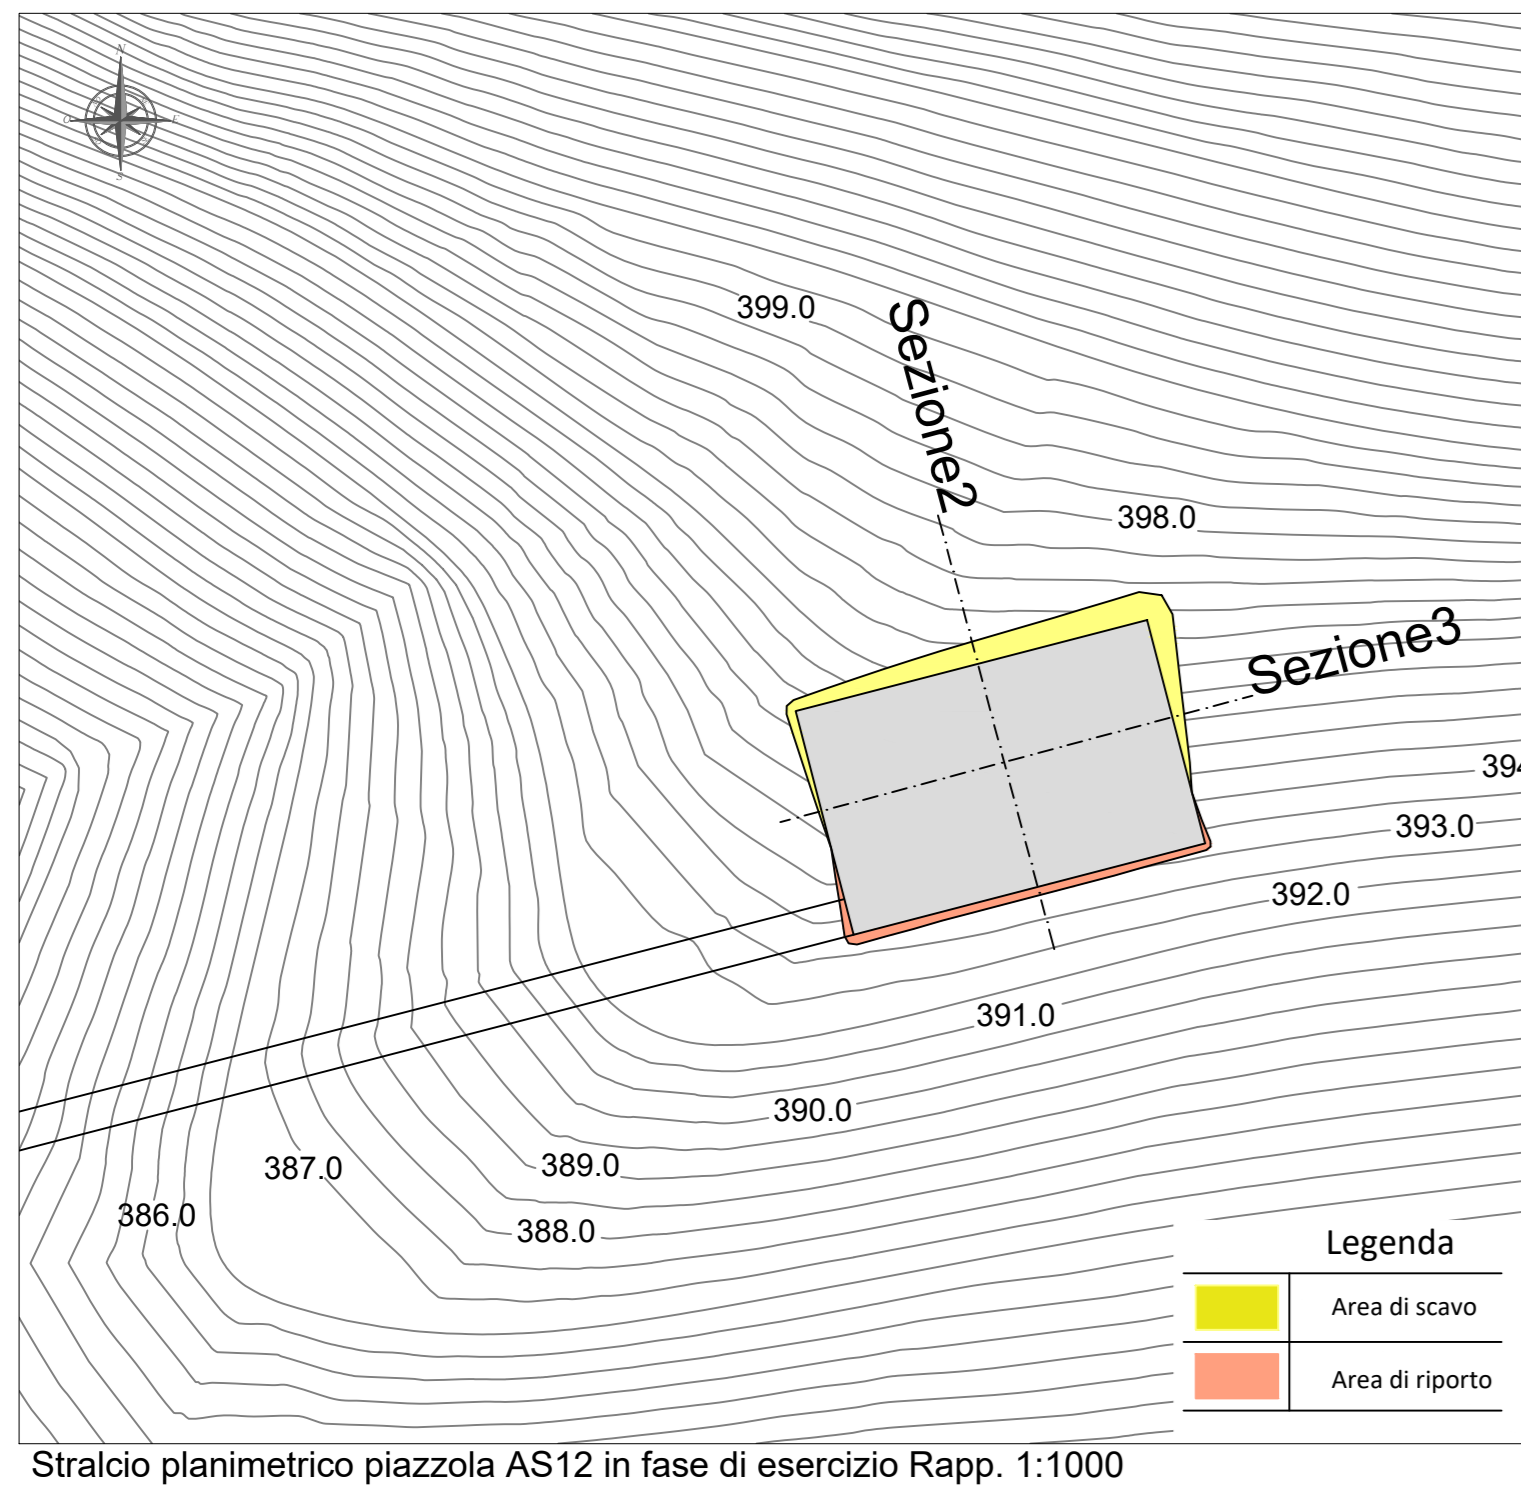 N
O
E
S
399.0
Sezione2
398.0
Sezione3
394
393.0
392.0
391.0
390.0
389.0
387.0
386.0
388.0
Legenda
Area di scavo
Area di riporto
Stralcio planimetrico piazzola AS12 in fase di esercizio Rapp. 1:1000